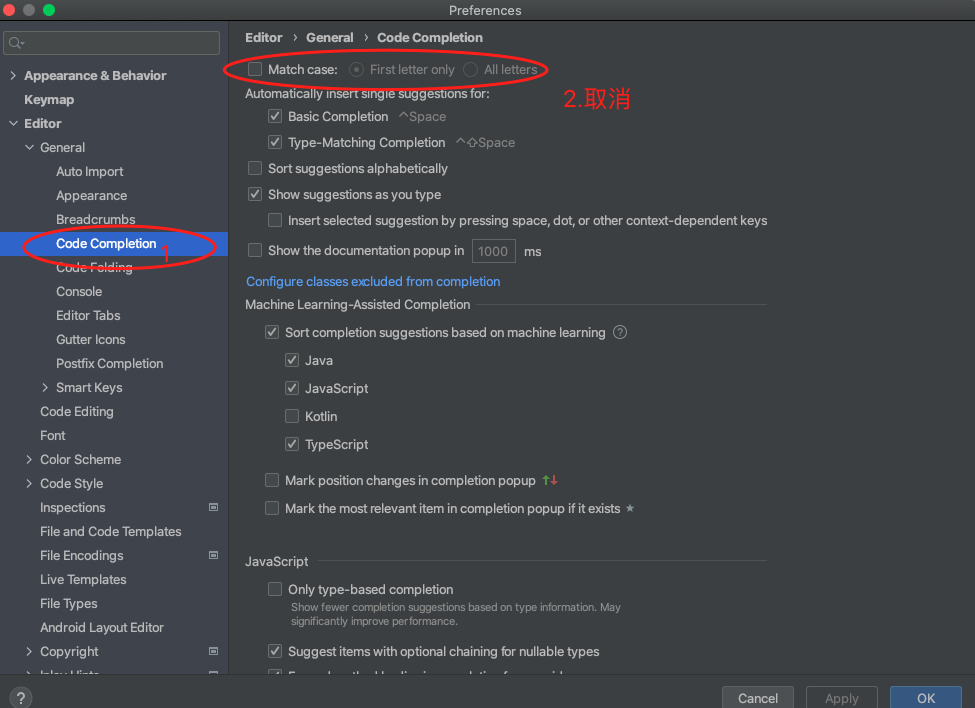 Preferences
Appearance & Behavior
Keymap
Editor
General
Auto Import
Appearance
Breadcrumbs
Code Completion
1
Code Folding
Console
Editor Tabs
Gutter Icons
Postfix Completion
Smart Keys
Code Editing
Font
Color Scheme
Code Style
Inspections
File and Code Templates
File Encodings
Live Templates
File Types
Android Layout Editor
Copyright
Inlay Hints
Editor › General › Code Completion
Match case: First letter only All letters
2.取消
Automatically insert single suggestions for:
Basic Completion ^Space
Type-Matching Completion ^⇧Space
Sort suggestions alphabetically
Show suggestions as you type
Insert selected suggestion by pressing space, dot, or other context-dependent keys
Show the documentation popup in 1000 ms
Configure classes excluded from completion
Machine Learning-Assisted Completion
Sort completion suggestions based on machine learning ?
Java
JavaScript
Kotlin
TypeScript
Mark position changes in completion popup ↑↓
Mark the most relevant item in completion popup if it exists ★
JavaScript
Only type-based completion
Show fewer completion suggestions based on type information. May
significantly improve performance.
Suggest items with optional chaining for nullable types
?
Cancel
Apply
OK